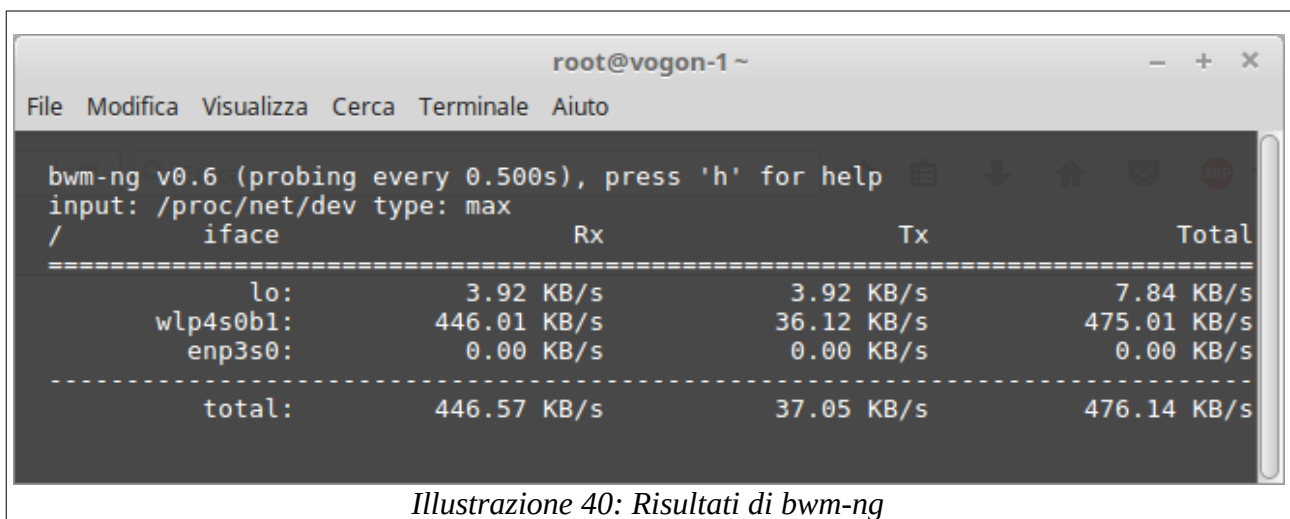 root@vogon-1 ~
File Modifica Visualizza Cerca Terminale Aiuto
bwm-ng v0.6 (probing every 0.500s), press 'h' for help
input: /proc/net/dev type: max
/ iface Rx Tx Total
==============================================================================
lo: 3.92 KB/s 3.92 KB/s 7.84 KB/s
wlp4s0b1: 446.01 KB/s 36.12 KB/s 475.01 KB/s
enp3s0: 0.00 KB/s 0.00 KB/s 0.00 KB/s
------------------------------------------------------------------------------
total: 446.57 KB/s 37.05 KB/s 476.14 KB/s
Illustrazione 40: Risultati di bwm-ng